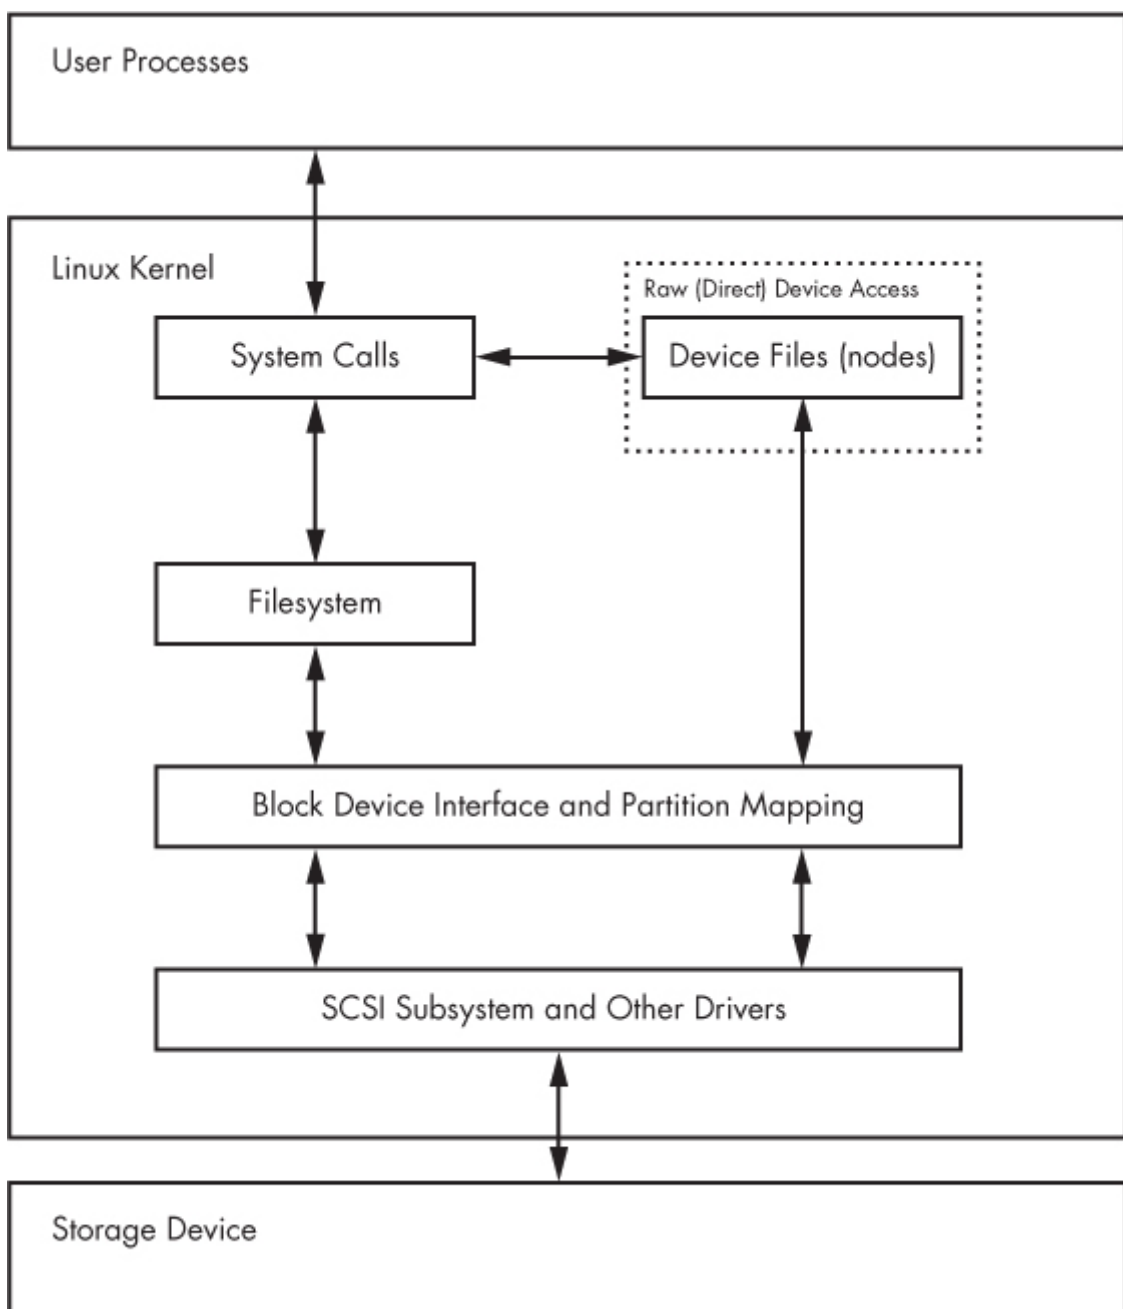 User Processes
Linux Kernel
Raw (Direct) Device Access
System Calls
Device Files (nodes)
Filesystem
Block Device Interface and Partition Mapping
SCSI Subsystem and Other Drivers
Storage Device